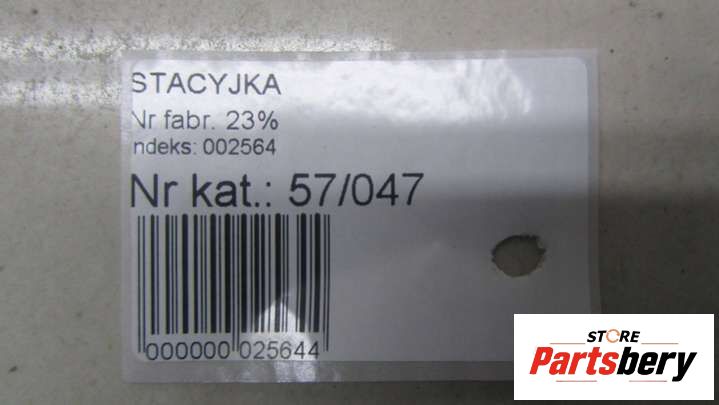 STACYJKA
Nr fabr. 23%
ndeks: 002564
Nr kat.: 57/047
000000 025644
STORE
Partsbery